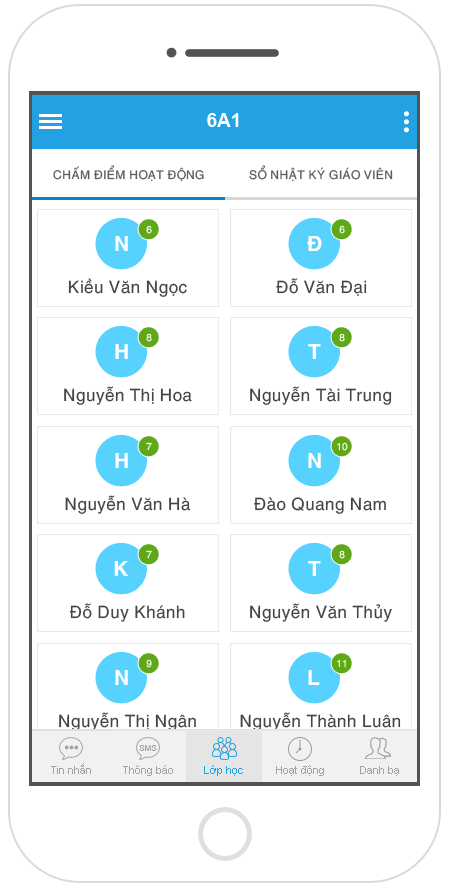 6A1
CHẤM ĐIỂM HOẠT ĐỘNG SỔ NHẬT KÝ GIÁO VIÊN
N 6 Đ 6
Kiều Văn Ngọc Đỗ Văn Đại
H 8 T 8
Nguyễn Thị Hoa Nguyễn Tài Trung
H 7 N 10
Nguyễn Văn Hà Đào Quang Nam
K 7 T 8
Đỗ Duy Khánh Nguyễn Văn Thủy
N 9 L 11
Nguyễn Thị Ngân Nguyễn Thành Luân
SMS
Tin nhắn Thông báo Lớp học Hoạt động Danh bạ